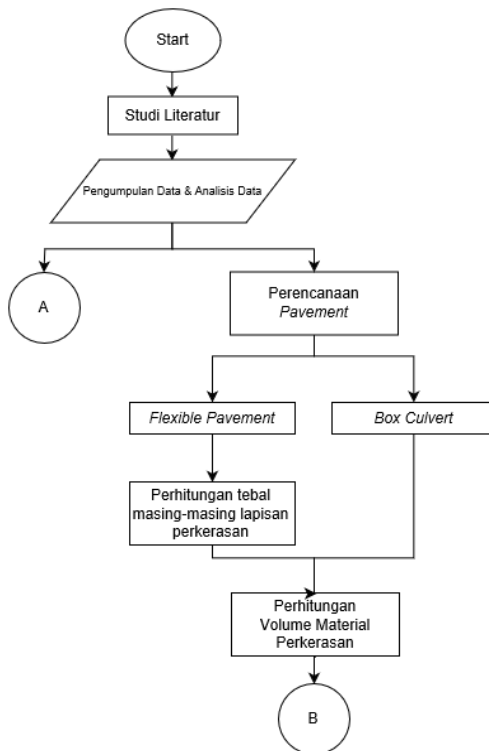 Start
Studi Literatur
Pengumpulan Data & Analisis Data
A
Perencanaan
Pavement
Flexible Pavement
Box Culvert
Perhitungan tebal
masing-masing lapisan
perkerasan
Perhitungan
Volume Material
Perkerasan
B